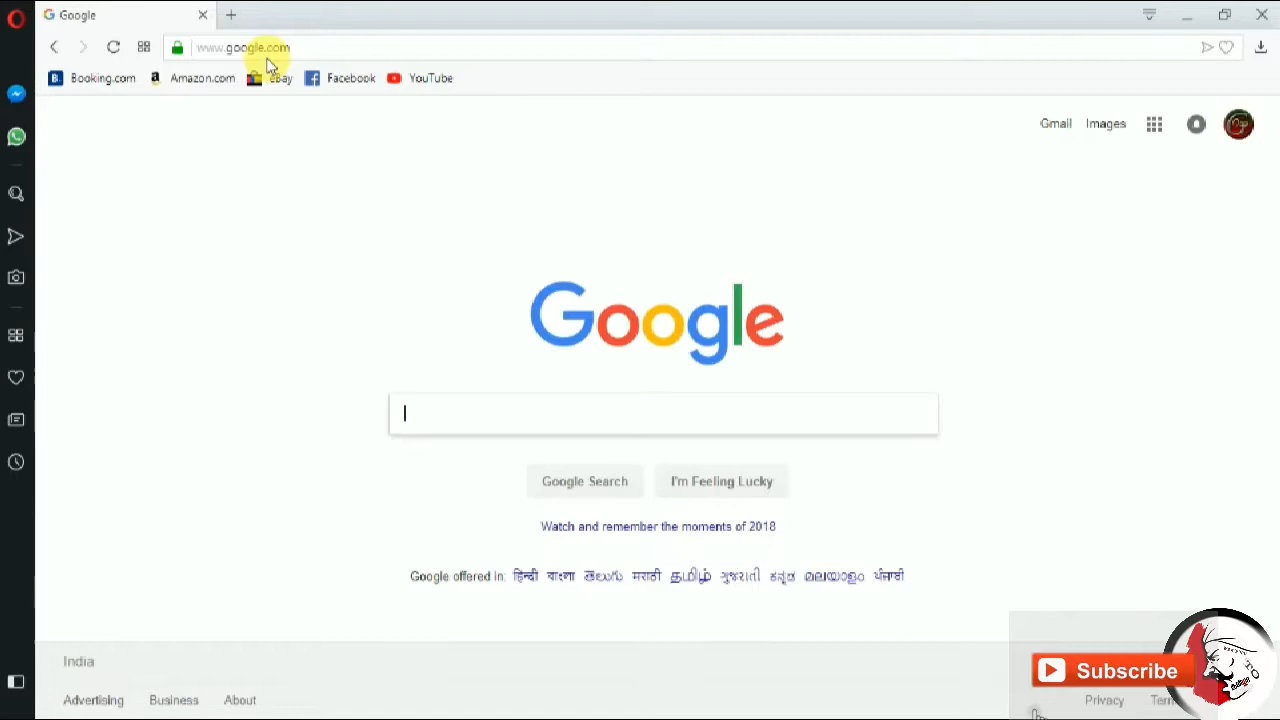 Google
www.google.com
Booking.com Amazon.com eBay Facebook YouTube
Gmail Images
Google
Google Search I'm Feeling Lucky
Watch and remember the moments of 2018
Google offered in: हिन्दी বাংলা తెలుగు मराठी தமிழ் ગુજરાતી ಕನ್ನಡ മലയാളം ਪੰਜਾਬੀ
India
Subscribe
Advertising Business About Privacy